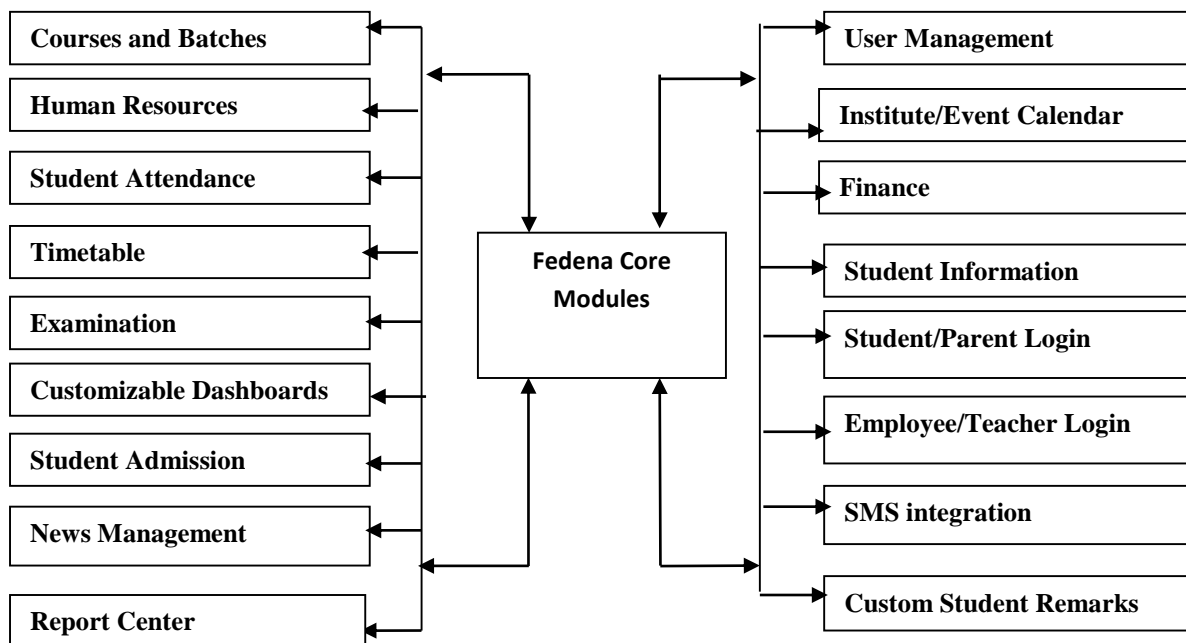 Courses and Batches
Human Resources
Student Attendance
Timetable
Examination
Customizable Dashboards
Student Admission
News Management
Report Center
Fedena Core
Modules
User Management
Institute/Event Calendar
Finance
Student Information
Student/Parent Login
Employee/Teacher Login
SMS integration
Custom Student Remarks